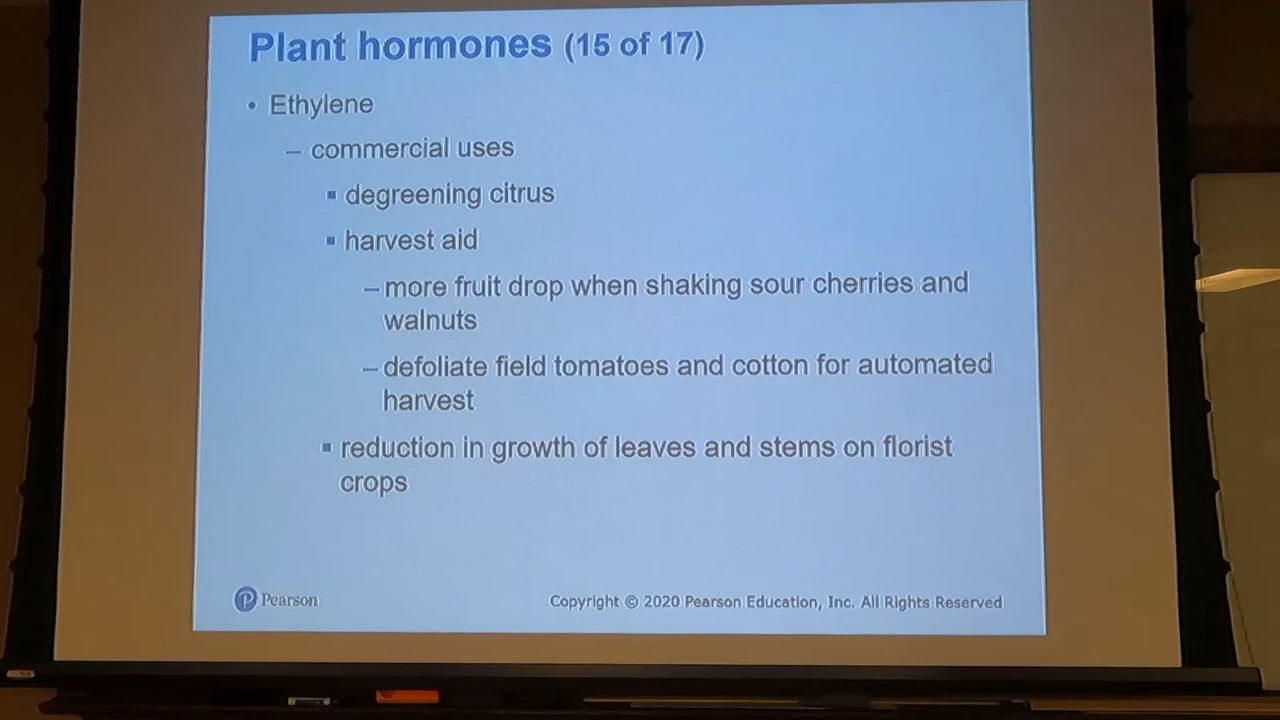 Plant hormones (15 of 17)
• Ethylene
– commercial uses
▪ degreening citrus
▪ harvest aid
– more fruit drop when shaking sour cherries and
walnuts
– defoliate field tomatoes and cotton for automated
harvest
▪ reduction in growth of leaves and stems on florist
crops
P Pearson
Copyright © 2020 Pearson Education, Inc. All Rights Reserved